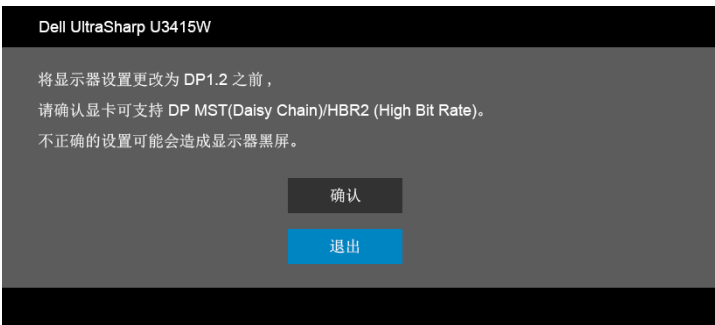 Dell UltraSharp U3415W
将显示器设置更改为 DP1.2 之前，
请确认显卡可支持 DP MST(Daisy Chain)/HBR2 (High Bit Rate)。
不正确的设置可能会造成显示器黑屏。
确认
退出